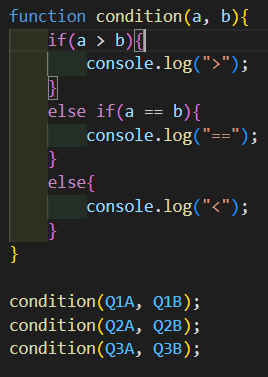 function condition(a, b){
    if(a > b){
        console.log(">");
    }
    else if(a == b){
        console.log("==");
    }
    else{
        console.log("<");
    }
}

condition(Q1A, Q1B);
condition(Q2A, Q2B);
condition(Q3A, Q3B);